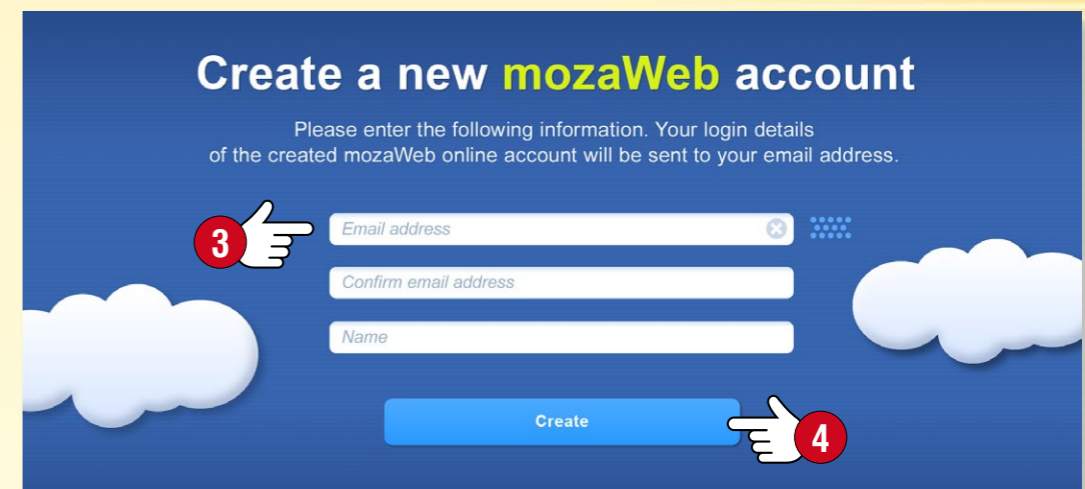 Create a new mozaWeb account
Please enter the following information. Your login details
of the created mozaWeb online account will be sent to your email address.
3
Email address
Confirm email address
Name
Create
4